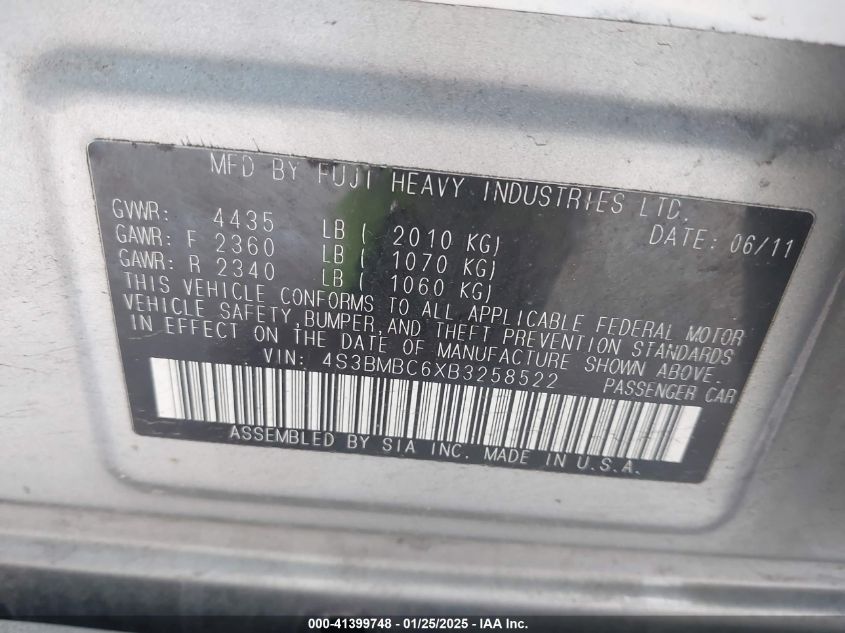 MFD BY FUJI HEAVY INDUSTRIES LTD.
GVWR: 4435 LB ( 2010 KG) DATE: 06/11
GAWR: F 2360 LB ( 1070 KG)
GAWR: R 2340 LB ( 1060 KG)
THIS VEHICLE CONFORMS TO ALL APPLICABLE FEDERAL MOTOR
VEHICLE SAFETY, BUMPER, AND THEFT PREVENTION STANDARDS
IN EFFECT ON THE DATE OF MANUFACTURE SHOWN ABOVE.
VIN: 4S3BMBC6XB3258522 PASSENGER CAR
ASSEMBLED BY SIA INC. MADE IN U.S.A.
000-41399748 - 01/25/2025 - IAA Inc.